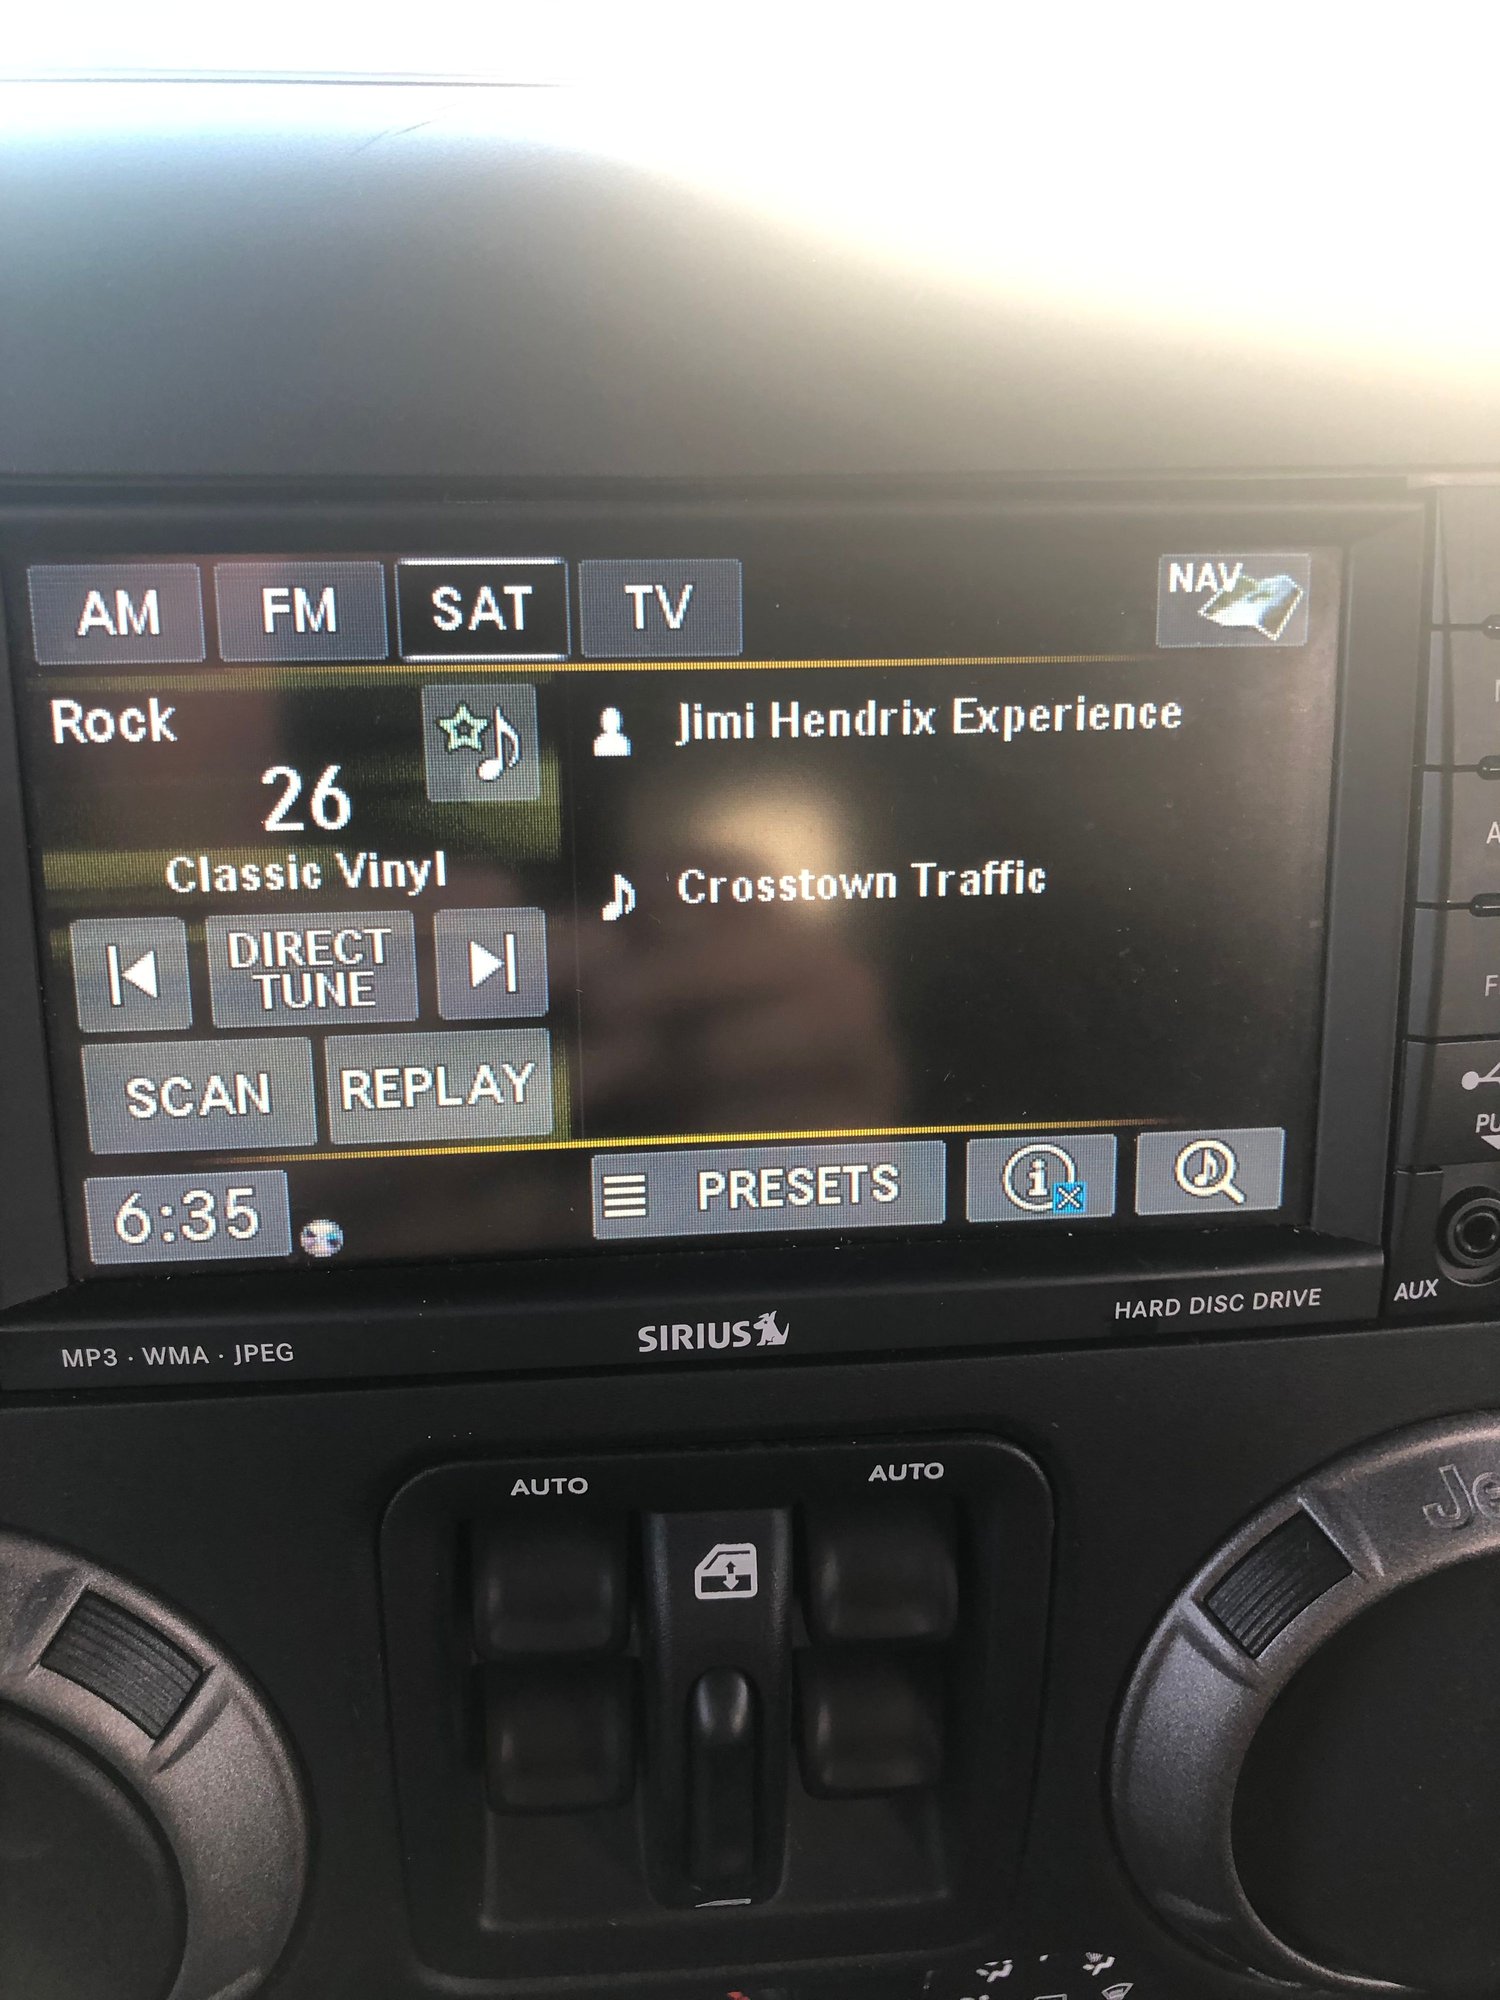 AM FM SAT TV NAV
Rock
26
Classic Vinyl
Jimi Hendrix Experience
Crosstown Traffic
DIRECT
TUNE
SCAN REPLAY
6:35
PRESETS
AUX
MP3 · WMA · JPEG
SIRIUS
HARD DISC DRIVE
AUTO AUTO